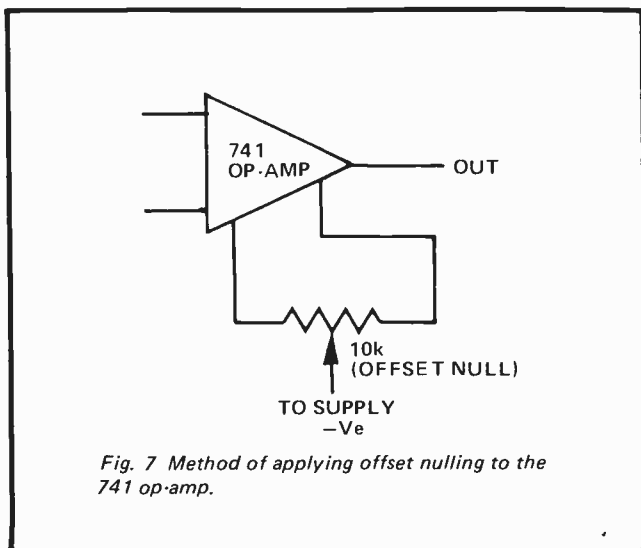 741
OP-AMP
OUT
10k
(OFFSET NULL)
TO SUPPLY
–Ve
Fig. 7 Method of applying offset nulling to the
741 op-amp.